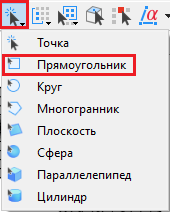 Точка
Прямоугольник
Круг
Многогранник
Плоскость
Сфера
Параллелепипед
Цилиндр